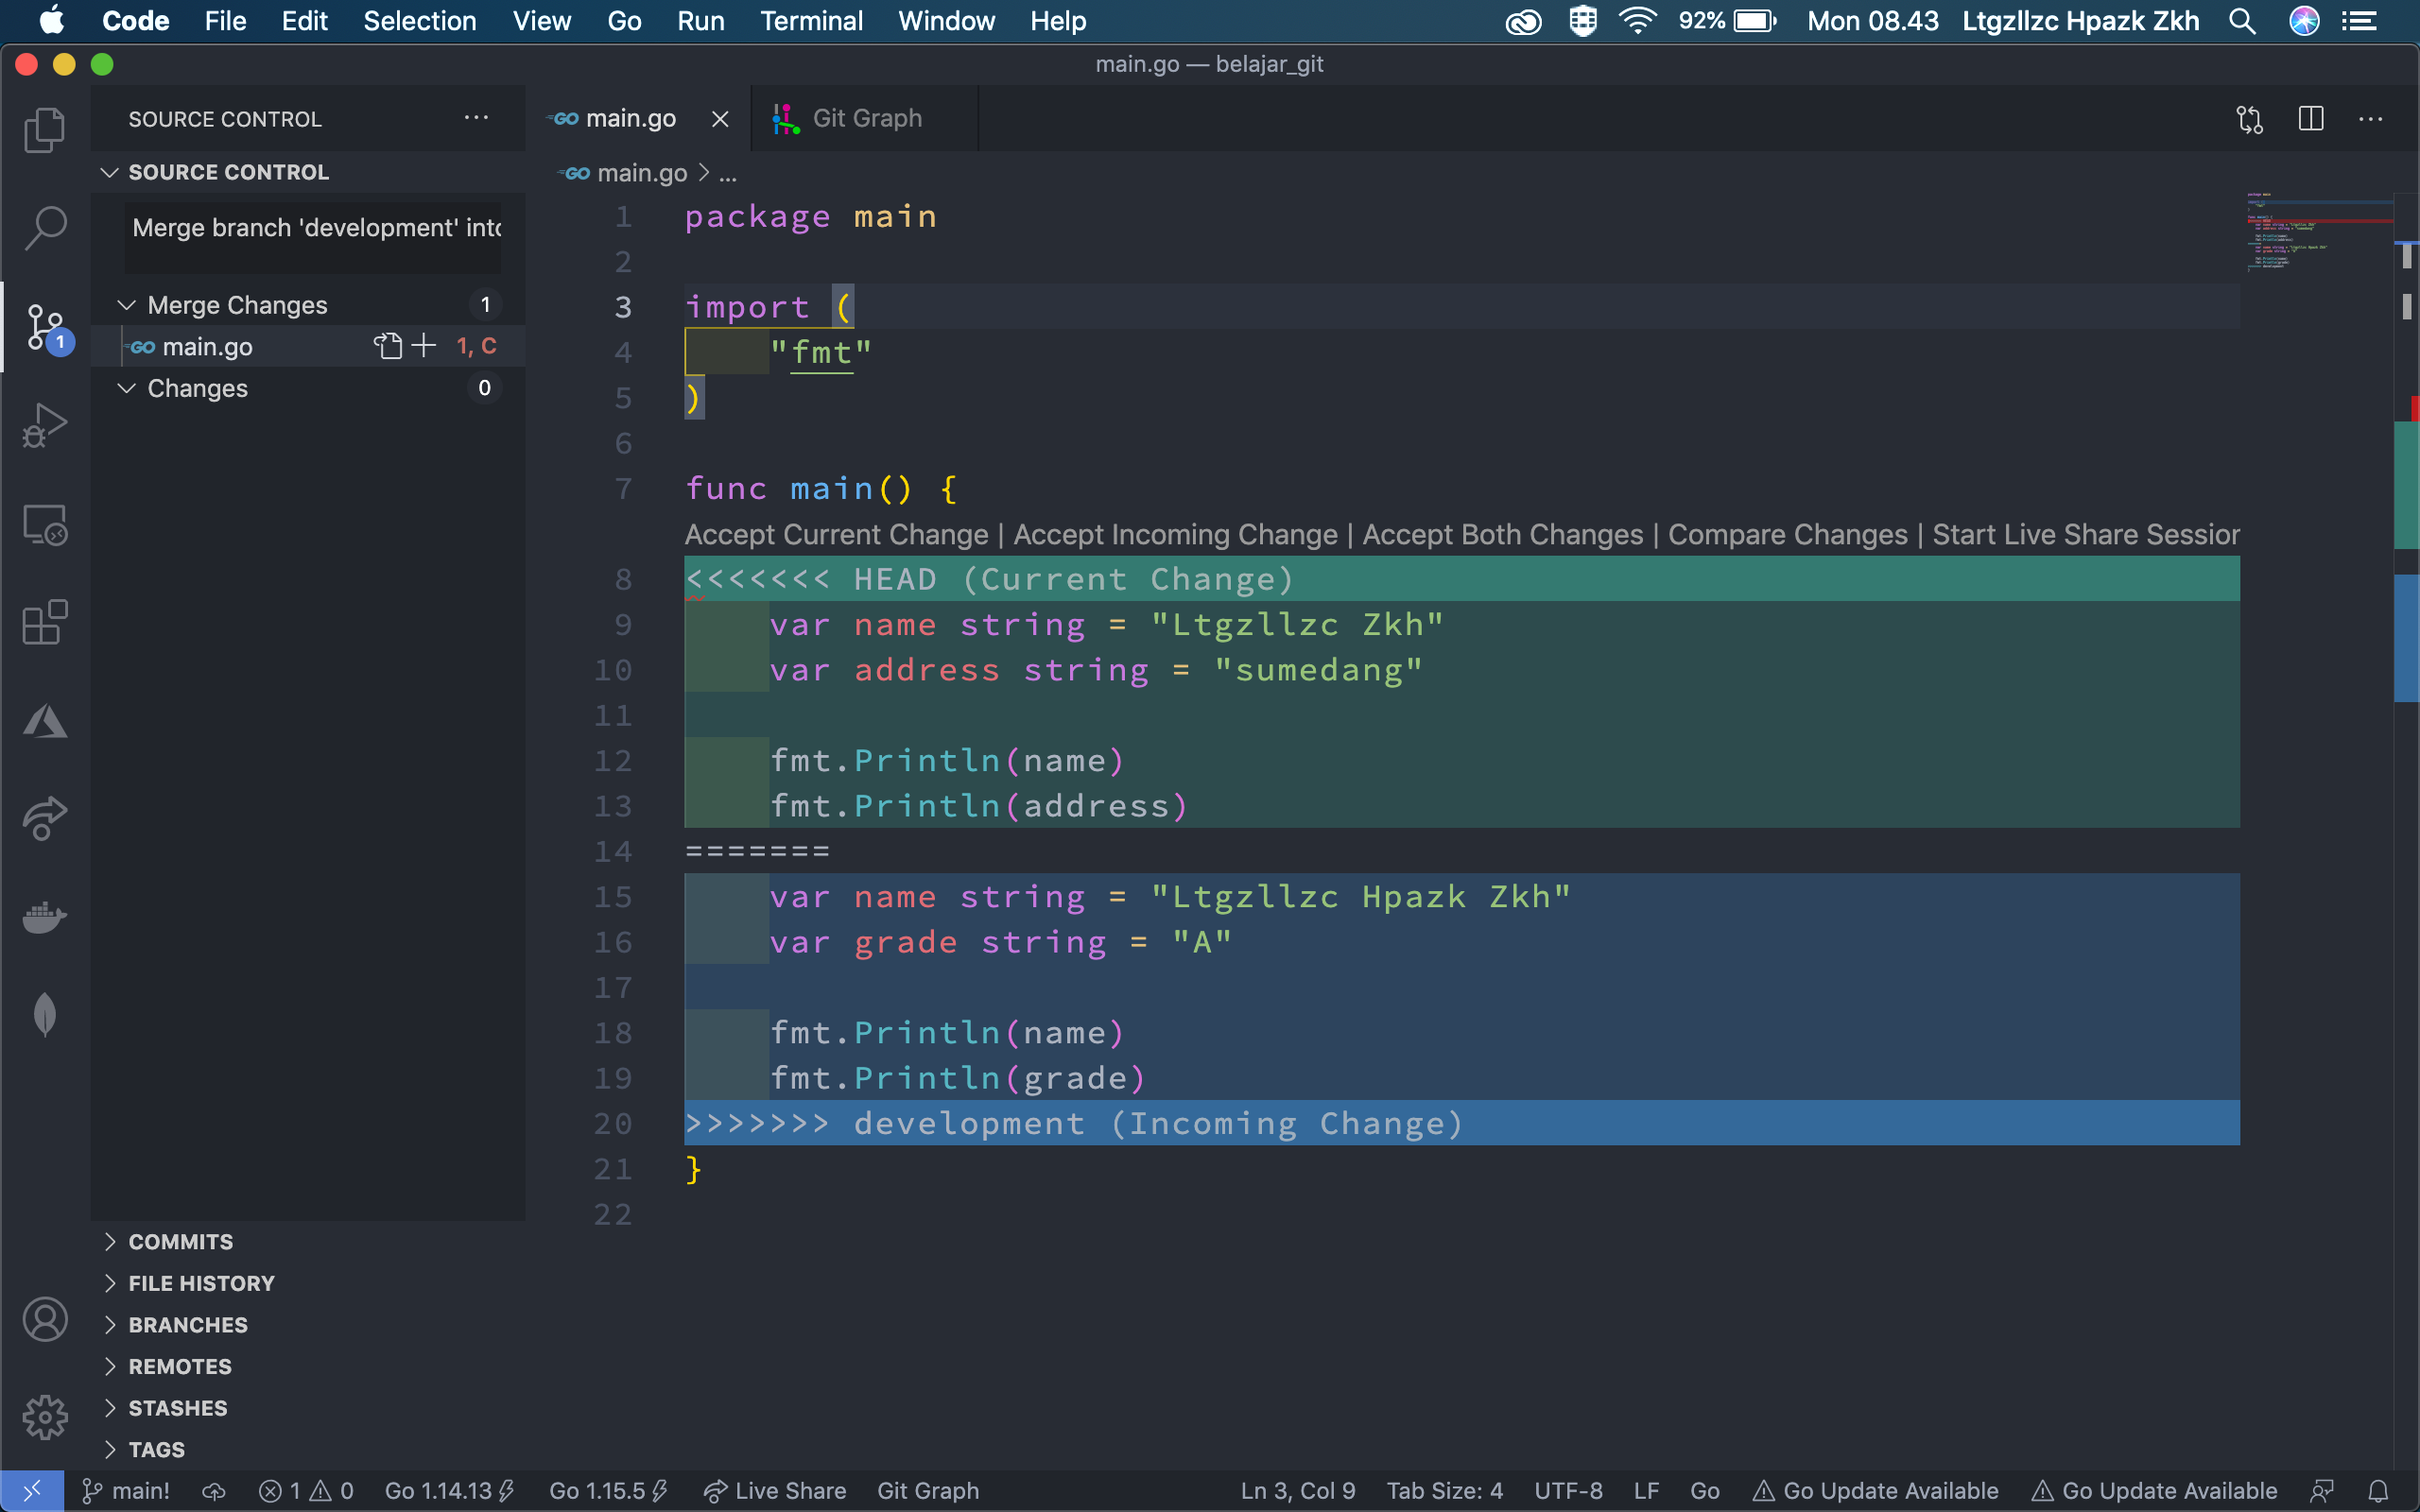 Code File Edit Selection View Go Run Terminal Window Help 92% Mon 08.43 Ltgzllzc Hpazk Zkh
main.go — belajar_git
SOURCE CONTROL
SOURCE CONTROL
Merge branch 'development' into
Merge Changes 1
GO main.go 1, C
Changes 0
COMMITS
FILE HISTORY
BRANCHES
REMOTES
STASHES
TAGS
GO main.go Git Graph
GO main.go > ...
1 package main
2
3 import (
4 "fmt"
5 )
6
7 func main() {
Accept Current Change | Accept Incoming Change | Accept Both Changes | Compare Changes | Start Live Share Session
8 <<<<<<< HEAD (Current Change)
9 var name string = "Ltgzllzc Zkh"
10 var address string = "sumedang"
11
12 fmt.Println(name)
13 fmt.Println(address)
14 =======
15 var name string = "Ltgzllzc Hpazk Zkh"
16 var grade string = "A"
17
18 fmt.Println(name)
19 fmt.Println(grade)
20 >>>>>>> development (Incoming Change)
21 }
22
1
main! 1 0 Go 1.14.13 Go 1.15.5 Live Share Git Graph Ln 3, Col 9 Tab Size: 4 UTF-8 LF Go Go Update Available Go Update Available